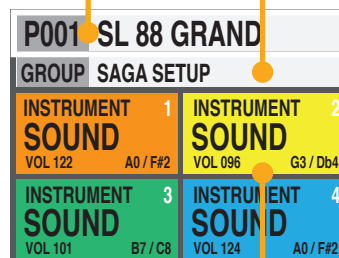 P001 SL 88 GRAND
GROUP SAGA SETUP
INSTRUMENT 1
SOUND
VOL 122 A0 / F#2
INSTRUMENT 2
SOUND
VOL 096 G3 / Db4
INSTRUMENT 3
SOUND
VOL 101 B7 / C8
INSTRUMENT 4
SOUND
VOL 124 A0 / F#2